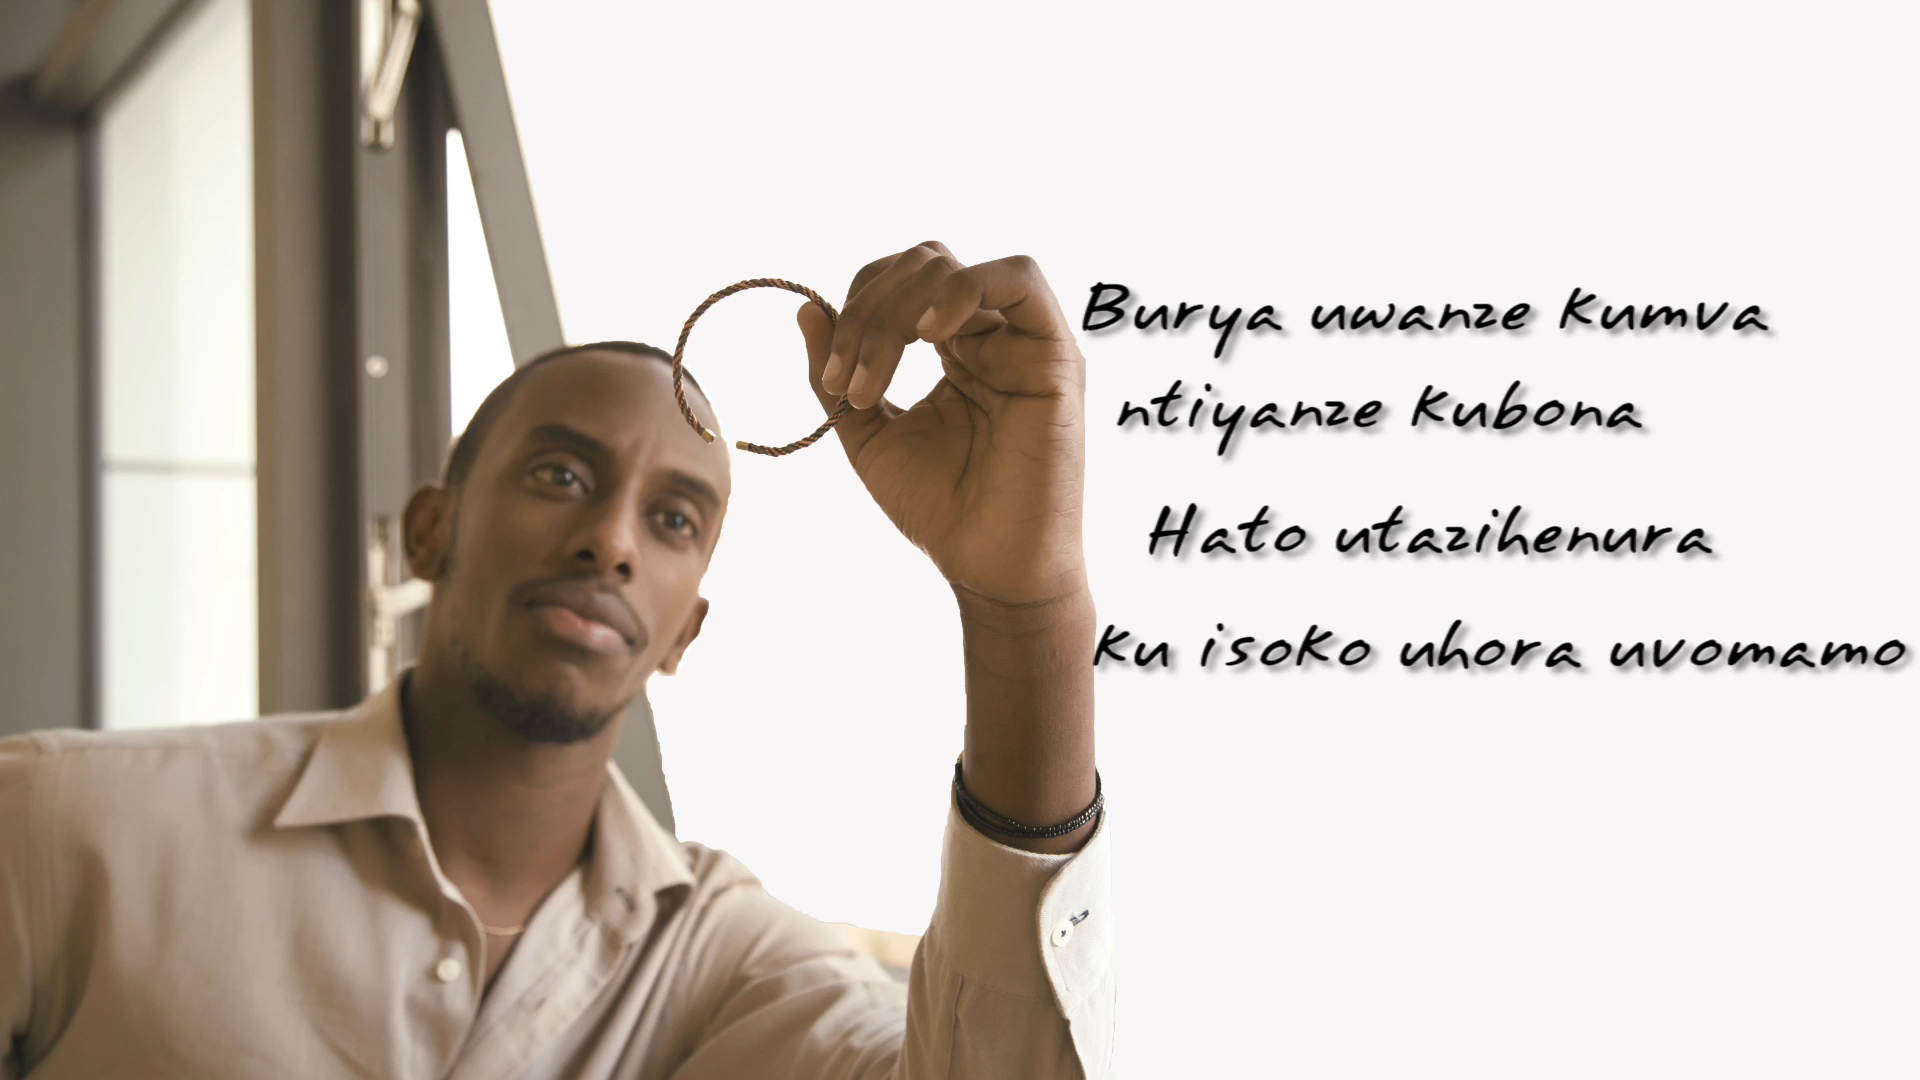 Burya uwanze kumva
ntiyanze kubona
Hato utazihenura
ku isoko uhora uvomamo